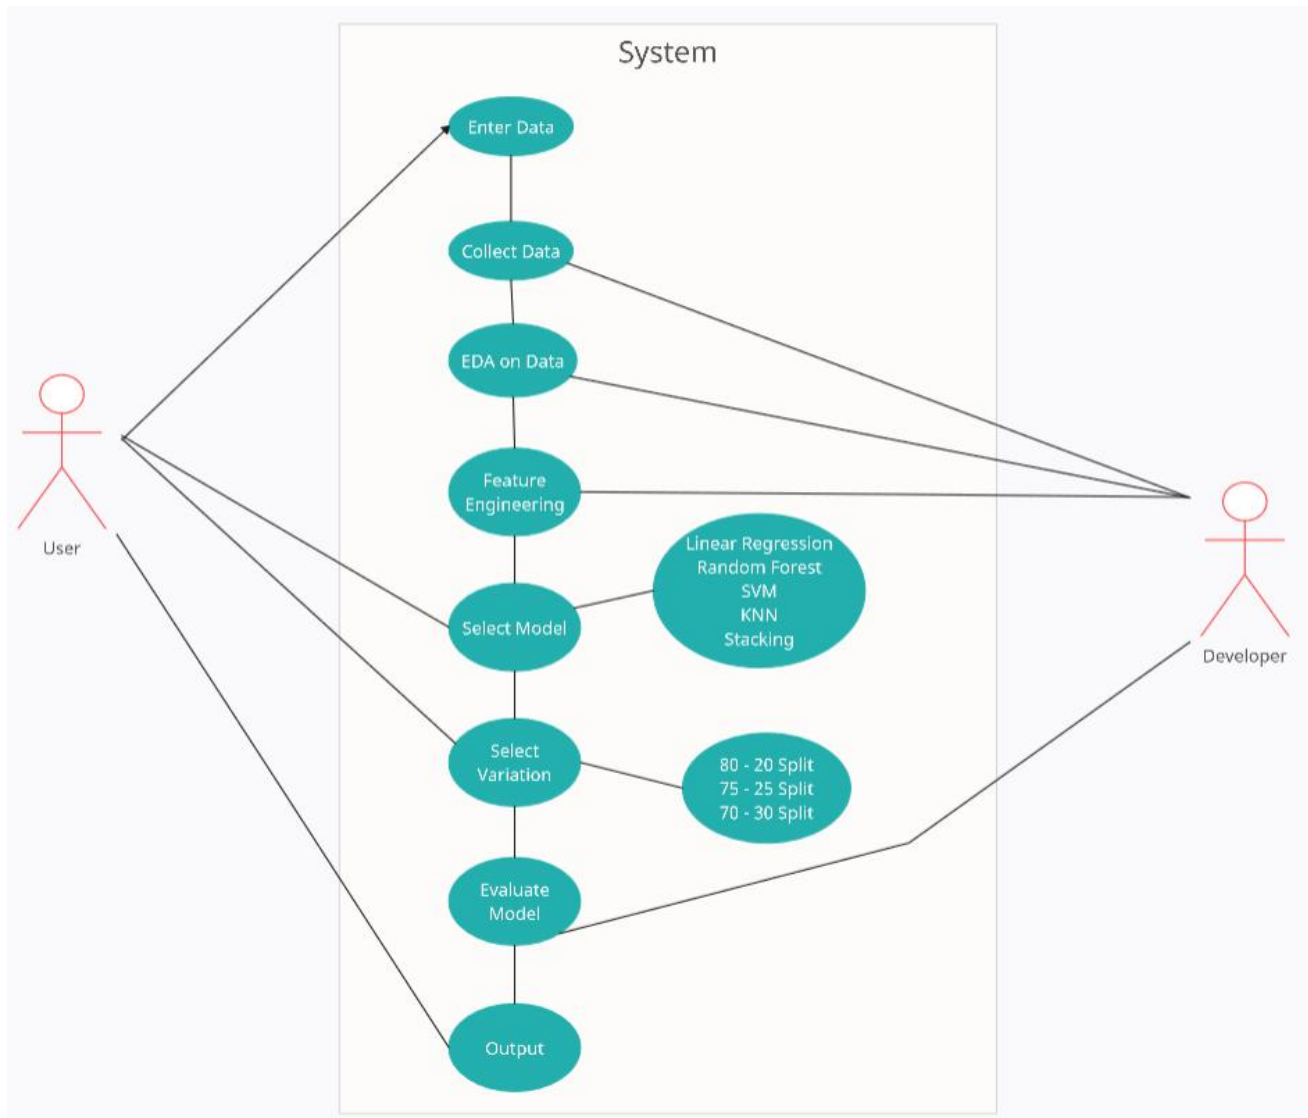 System
Enter Data
Collect Data
EDA on Data
Feature
Engineering
Linear Regression
Random Forest
SVM
KNN
Stacking
Select Model
Select
Variation
80 - 20 Split
75 - 25 Split
70 - 30 Split
Evaluate
Model
Output
User
Developer